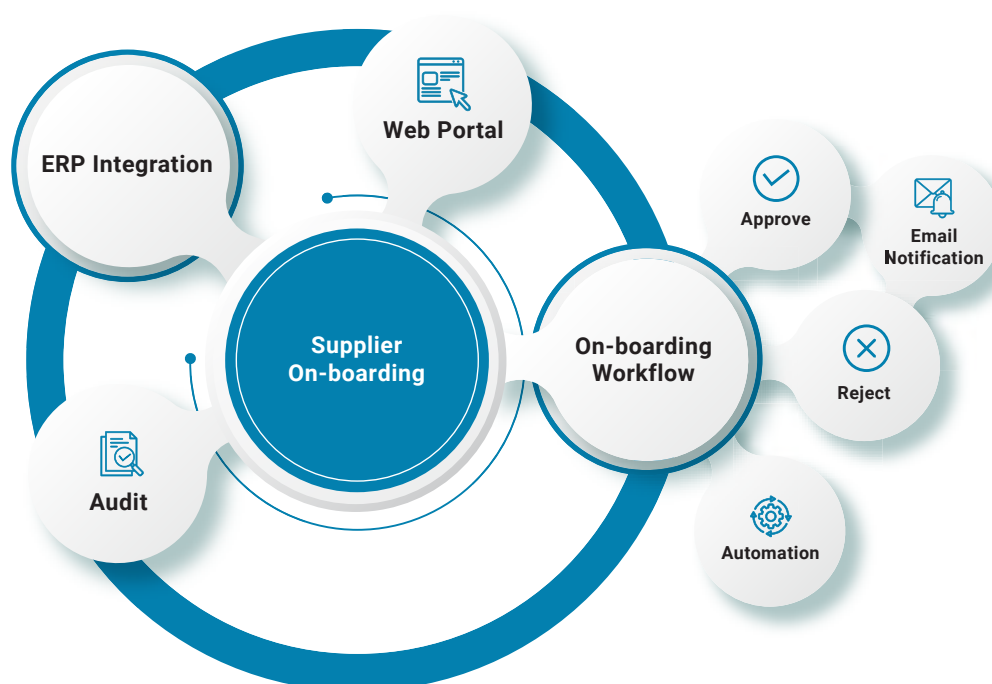 Web Portal
ERP Integration
Approve
Email
Notification
Supplier
On-boarding
On-boarding
Workflow
Reject
Audit
Automation